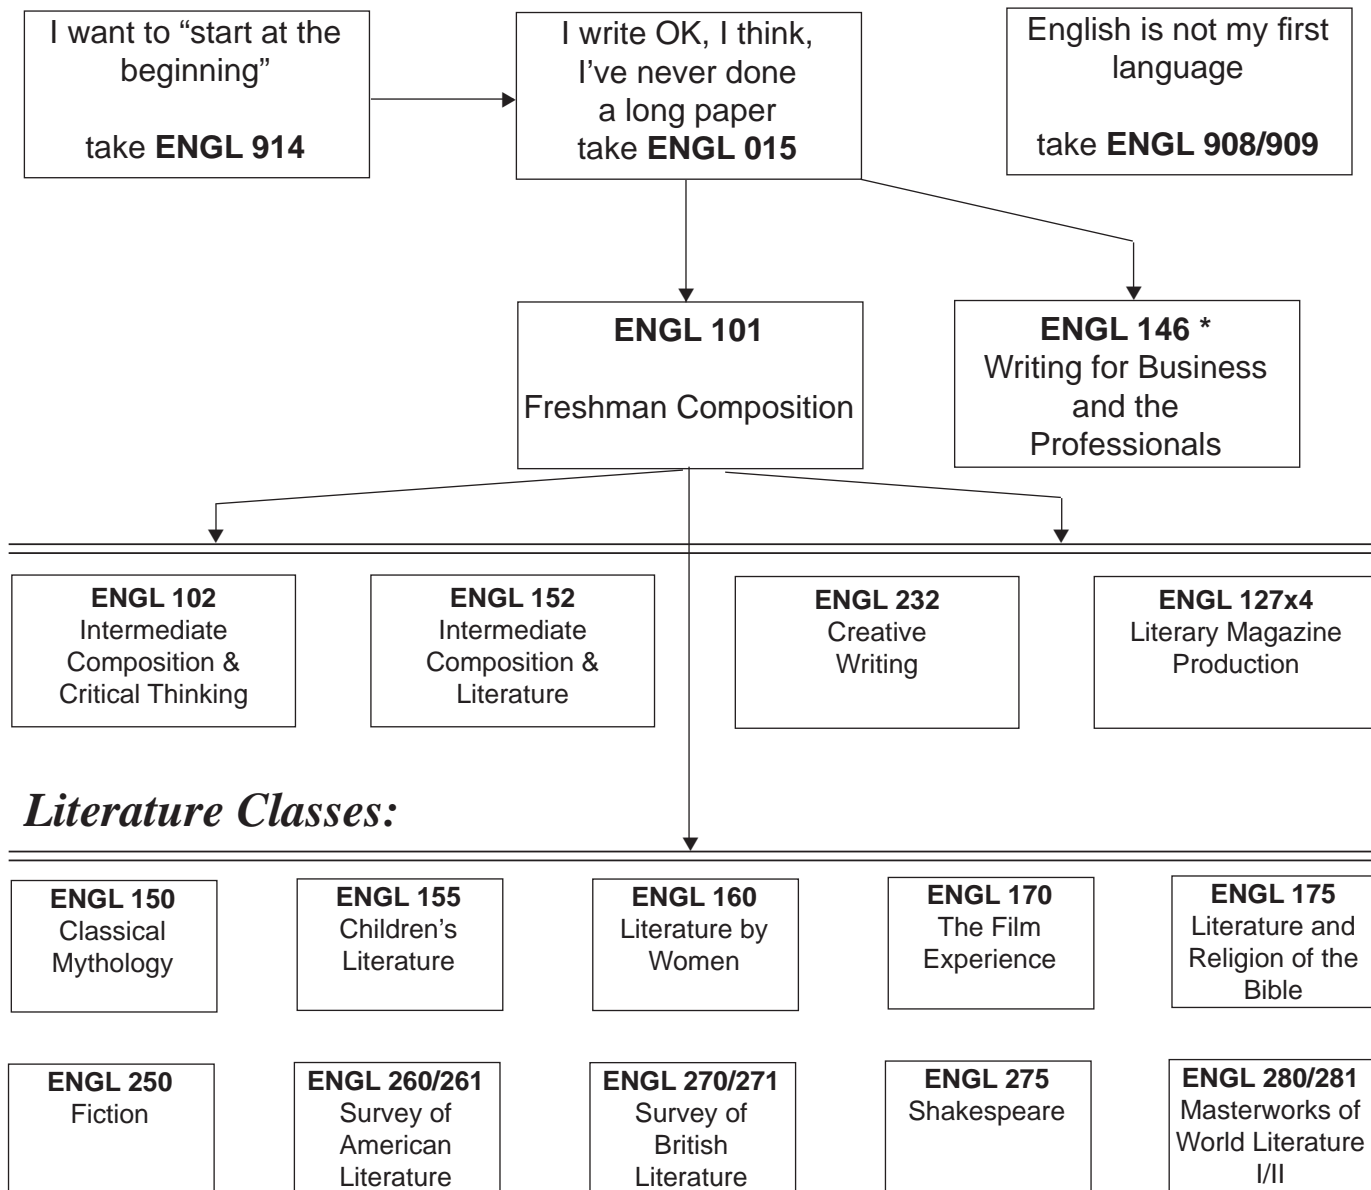 I want to “start at the
beginning”
take ENGL 914
I write OK, I think,
I've never done
a long paper
take ENGL 015
English is not my first
language
take ENGL 908/909
ENGL 101
Freshman Composition
ENGL 146 *
Writing for Business
and the
Professionals
ENGL 102
Intermediate
Composition &
Critical Thinking
ENGL 152
Intermediate
Composition &
Literature
ENGL 232
Creative
Writing
ENGL 127x4
Literary Magazine
Production
Literature Classes:
ENGL 150
Classical
Mythology
ENGL 155
Children's
Literature
ENGL 160
Literature by
Women
ENGL 170
The Film
Experience
ENGL 175
Literature and
Religion of the
Bible
ENGL 250
Fiction
ENGL 260/261
Survey of
American
Literature
ENGL 270/271
Survey of
British
Literature
ENGL 275
Shakespeare
ENGL 280/281
Masterworks of
World Literature
I/II